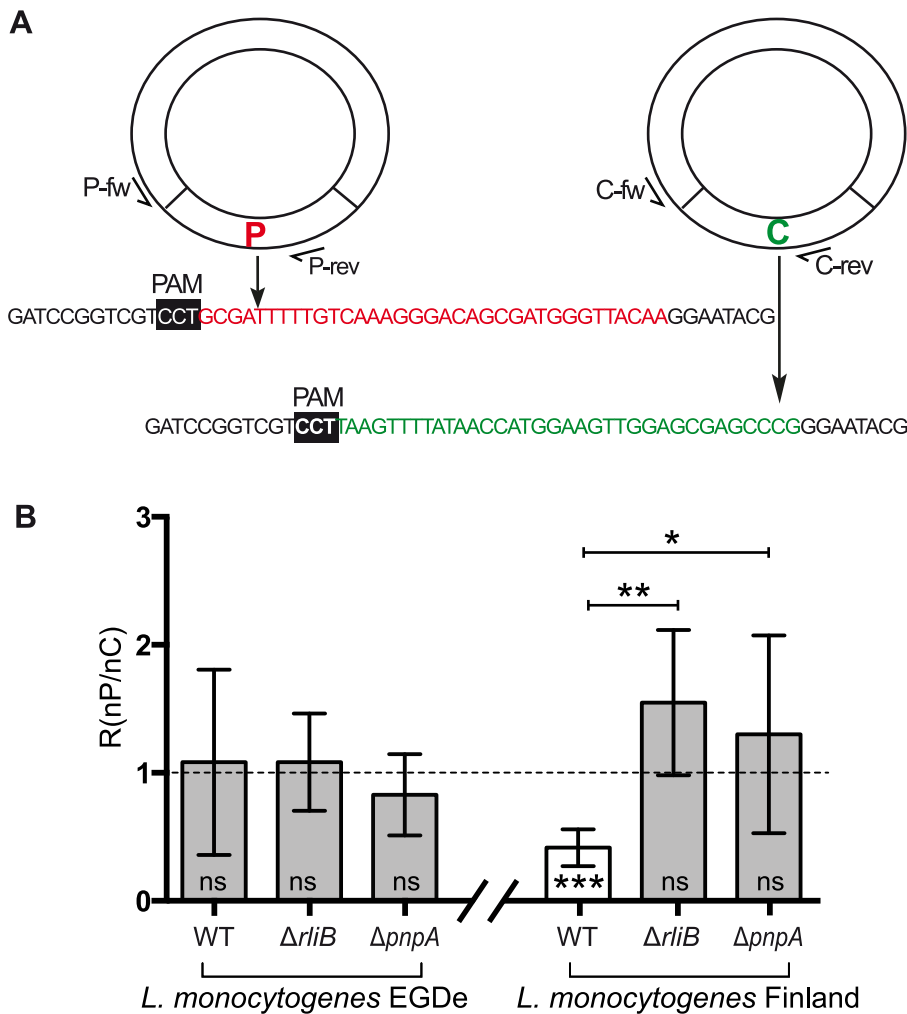 A
P-fw
P
P-rev
C-fw
C
C-rev
PAM
GATCCGGTCGTCCTGCGATTTTTGTCAAAGGGACAGCGATGGGTTACAAGGAATACG
PAM
GATCCGGTCGTCCTTAAGTTTTATAACCATGGAAGTTGGAGCGAGCCCGGGAATACG
B
R(nP/nC)
3
2
1
0
*
**
ns
ns
ns
***
ns
ns
WT
ΔrliB
ΔpnpA
WT
ΔrliB
ΔpnpA
L. monocytogenes EGDe
L. monocytogenes Finland